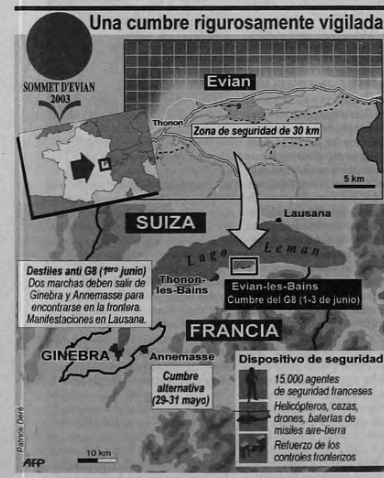 Una cumbre rigurosamente vigilada
SOMMET D'EVIAN
2003
Evian
Thonon
Zona de seguridad de 30 km
5 km
SUIZA
Lausana
Lago Leman
Desfiles anti G8 (1ero junio)
Dos marchas deben salir de
Ginebra y Annemasse para
encontrarse en la frontera.
Manifestaciones en Lausana.
Thonon-
les-Bains
Evian-les-Bains
Cumbre del G8 (1-3 de junio)
FRANCIA
GINEBRA
Annemasse
Cumbre
alternativa
(29-31 mayo)
Dispositivo de seguridad
15.000 agentes
de seguridad franceses
Helicópteros, cazas,
drones, baterías de
misiles aire-tierra
Refuerzo de los
controles fronterizos
10 km
Patrice Deré
AFP